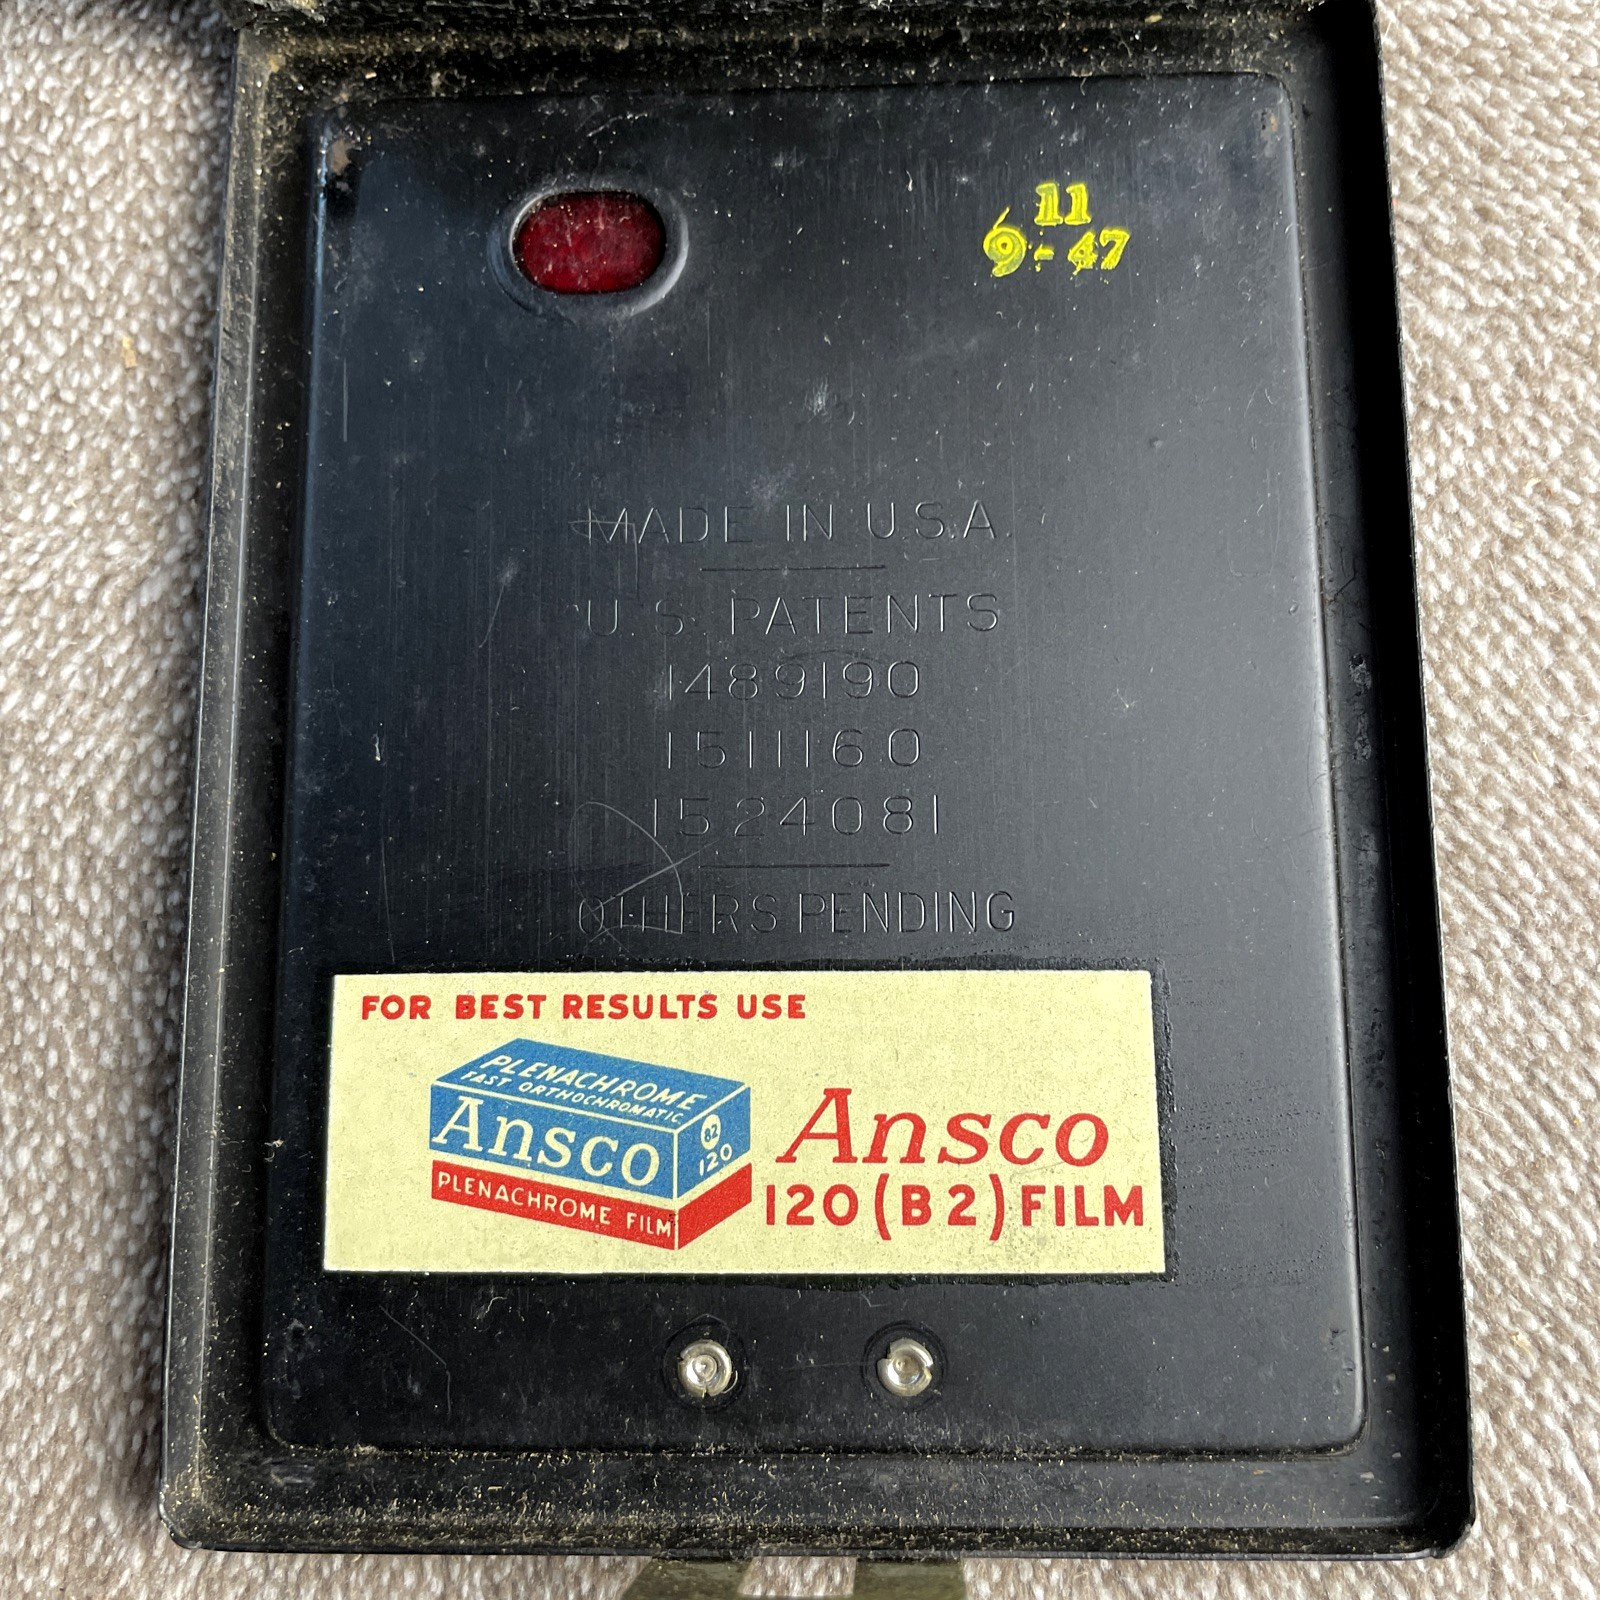 11
9 - 47
MADE IN U.S.A.
U.S. PATENTS
1489190
1511160
1524081
OTHERS PENDING
FOR BEST RESULTS USE
PLENACHROME
FAST ORTHOCHROMATIC
Ansco
B2
120
PLENACHROME FILM
Ansco
120 (B2) FILM